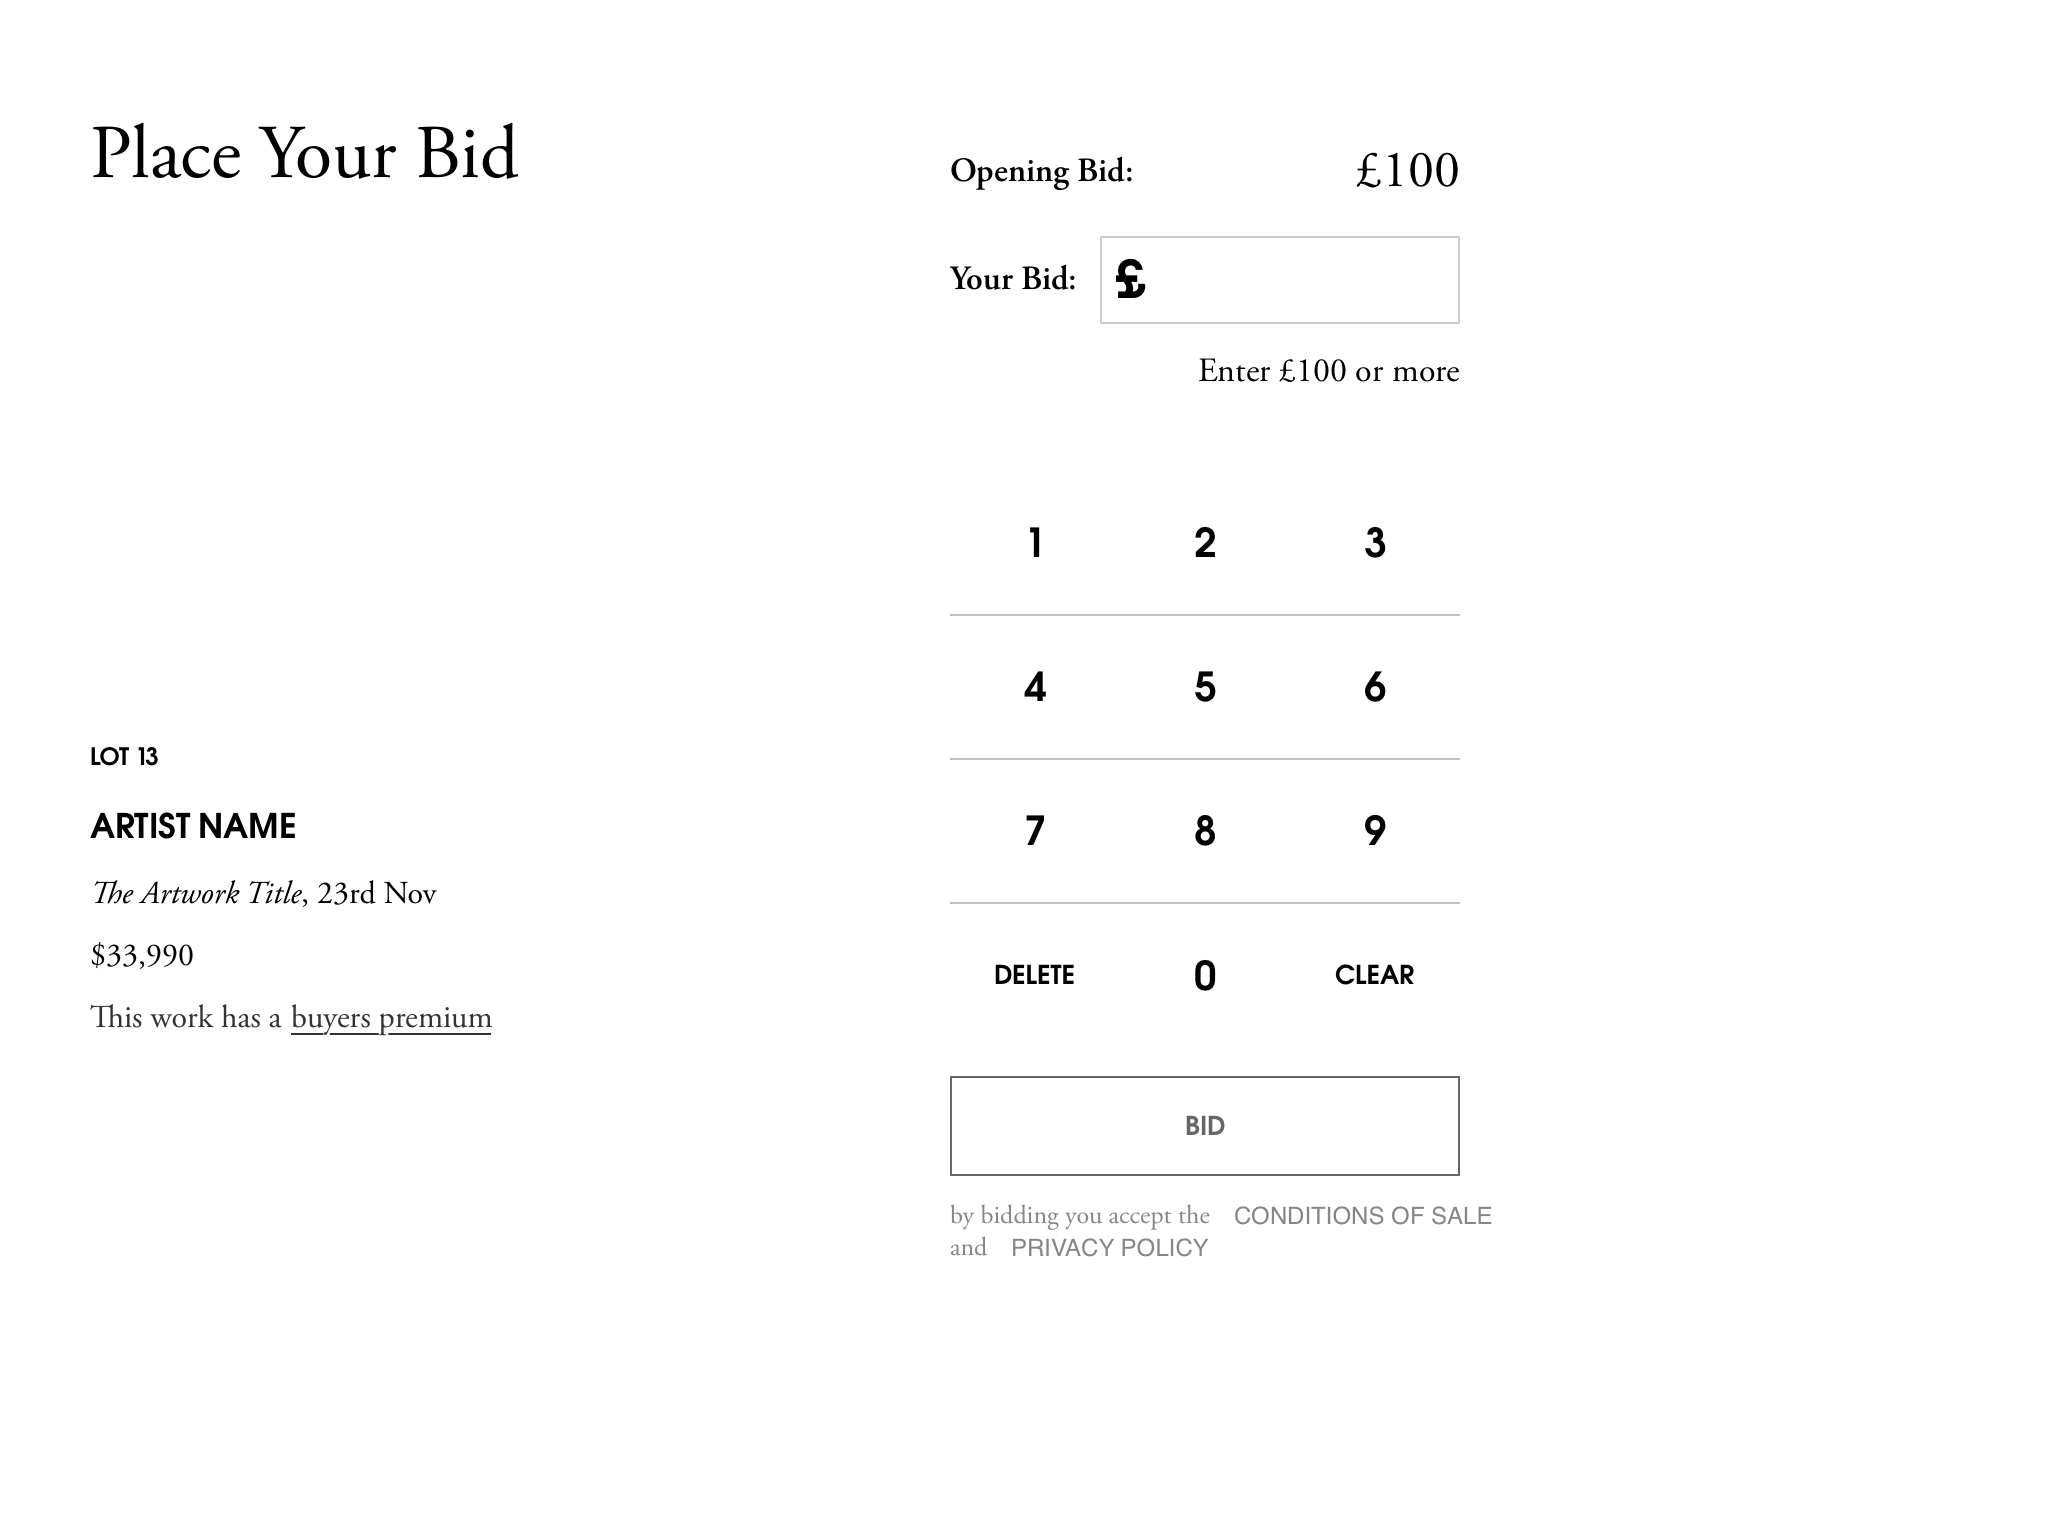 Place Your Bid
LOT 13
ARTIST NAME
The Artwork Title, 23rd Nov
$33,990
This work has a buyers premium
Opening Bid: £100
Your Bid: £
Enter £100 or more
1 2 3
4 5 6
7 8 9
DELETE 0 CLEAR
BID
by bidding you accept the CONDITIONS OF SALE
and PRIVACY POLICY